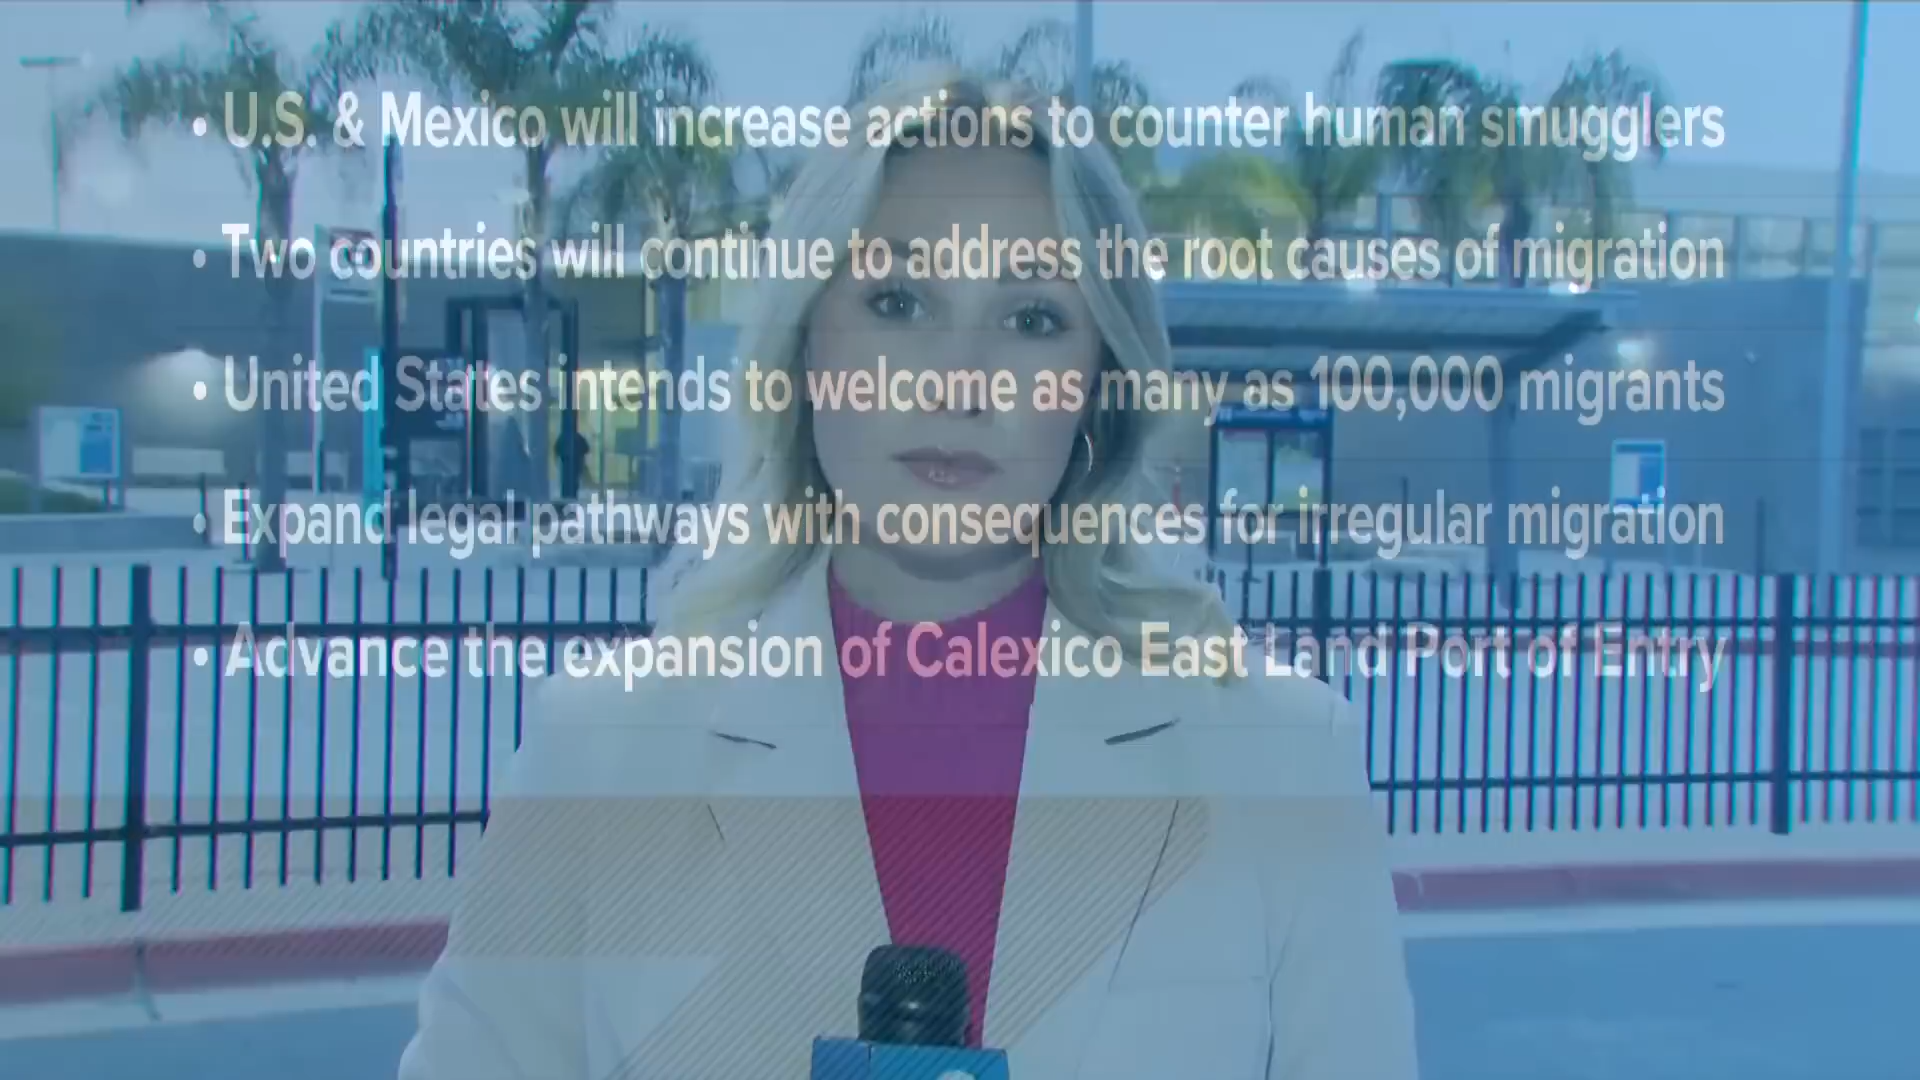 • U.S. & Mexico will increase actions to counter human smugglers
• Two countries will continue to address the root causes of migration
• United States intends to welcome as many as 100,000 migrants
• Expand legal pathways with consequences for irregular migration
• Advance the expansion of Calexico East Land Port of Entry